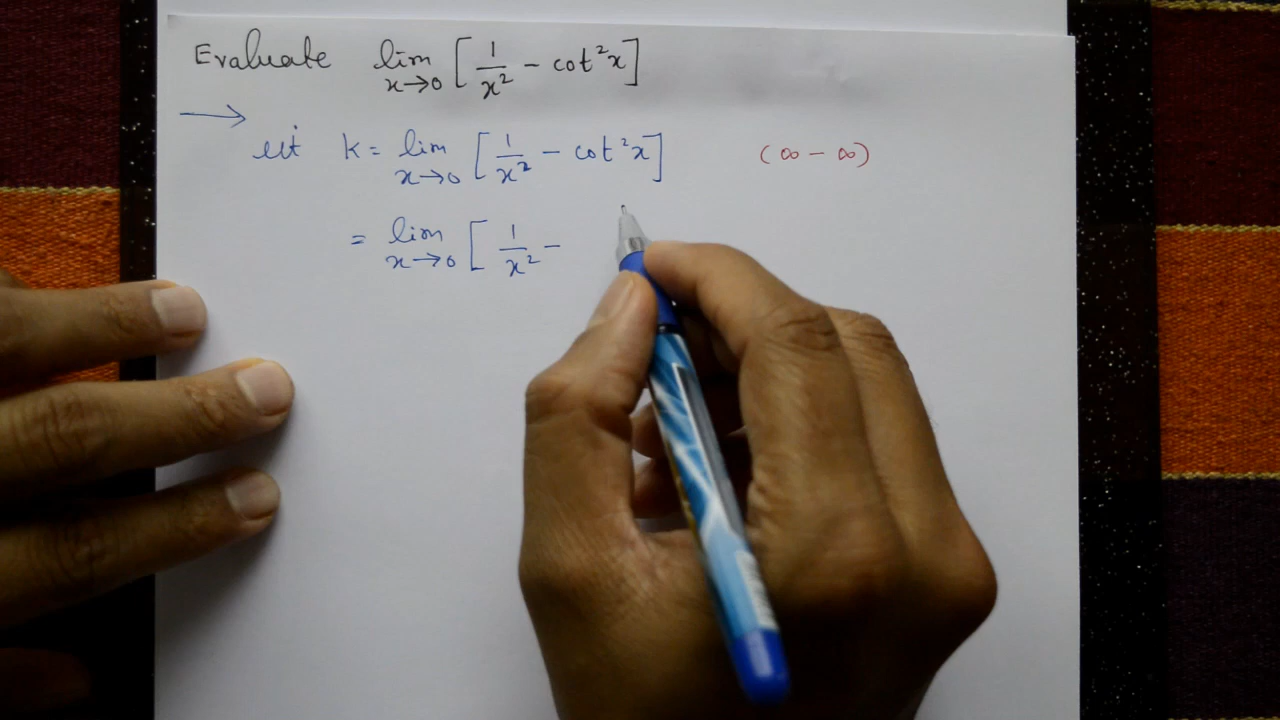 Evaluate lim x→0 [ 1/x² − cot²x ]
Let K = lim x→0 [ 1/x² − cot²x ] (∞ − ∞)
= lim x→0 [ 1/x² −